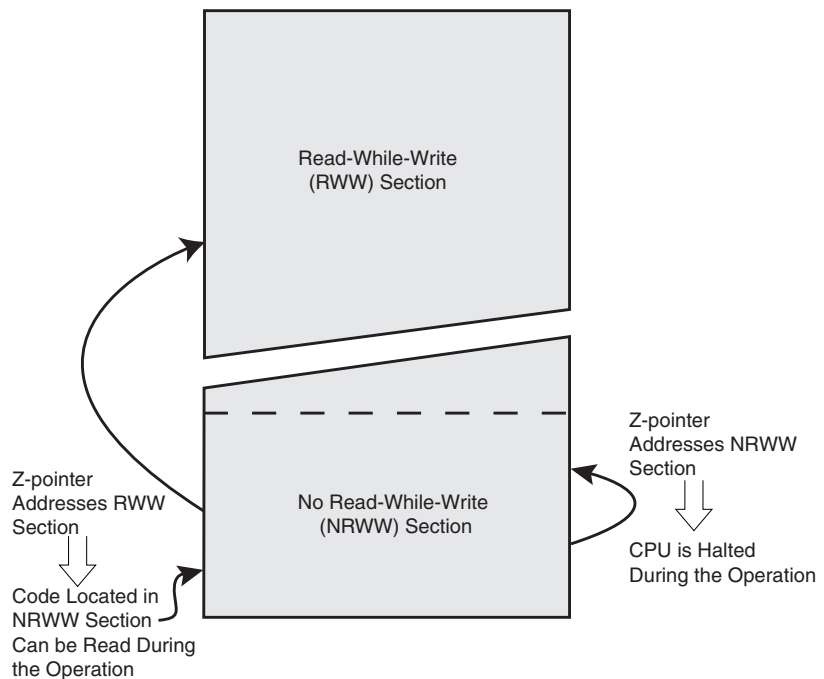 Read-While-Write
(RWW) Section
Z-pointer
Addresses NRWW
Section
Z-pointer
Addresses RWW
Section
No Read-While-Write
(NRWW) Section
CPU is Halted
During the Operation
Code Located in
NRWW Section
Can be Read During
the Operation